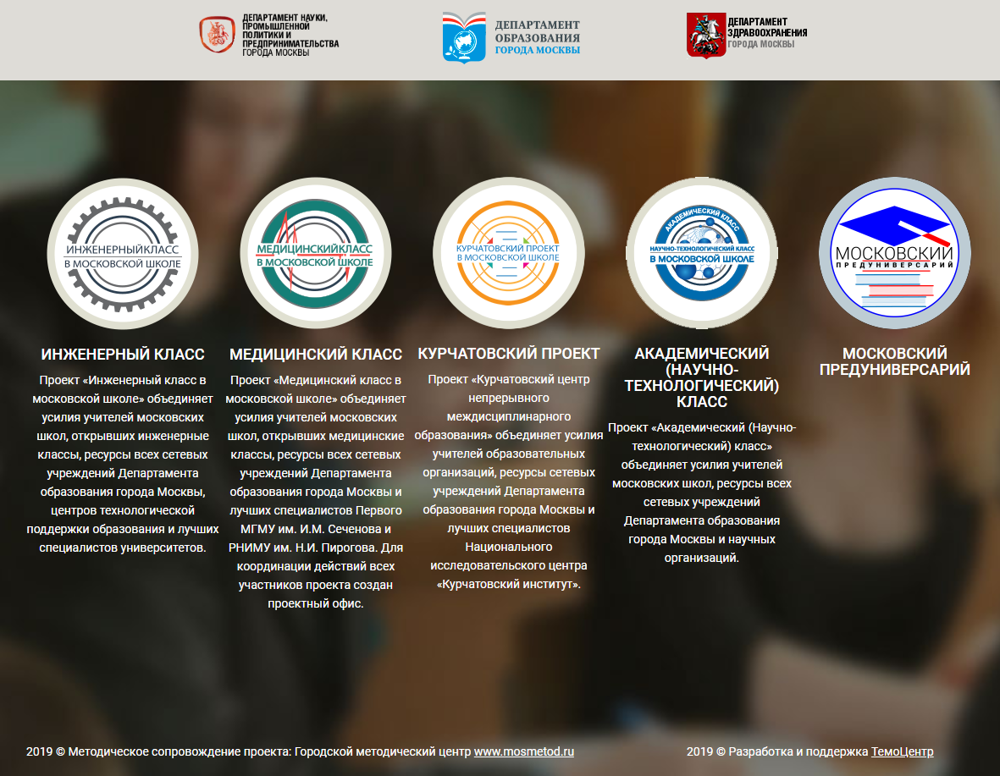 ДЕПАРТАМЕНТ НАУКИ,
ПРОМЫШЛЕННОЙ
ПОЛИТИКИ И
ПРЕДПРИНИМАТЕЛЬСТВА
ГОРОДА МОСКВЫ
ДЕПАРТАМЕНТ
ОБРАЗОВАНИЯ
ГОРОДА МОСКВЫ
ДЕПАРТАМЕНТ
ЗДРАВООХРАНЕНИЯ
ГОРОДА МОСКВЫ
ИНЖЕНЕРНЫЙКЛАСС
В МОСКОВСКОЙ ШКОЛЕ
МЕДИЦИНСКИЙКЛАСС
В МОСКОВСКОЙ ШКОЛЕ
КУРЧАТОВСКИЙ ПРОЕКТ
В МОСКОВСКОЙ ШКОЛЕ
АКАДЕМИЧЕСКИЙ КЛАСС
НАУЧНО-ТЕХНОЛОГИЧЕСКИЙ КЛАСС
В МОСКОВСКОЙ ШКОЛЕ
МОСКОВСКИЙ
ПРЕДУНИВЕРСАРИЙ
ИНЖЕНЕРНЫЙ КЛАСС
Проект «Инженерный класс в
московской школе» объединяет
усилия учителей московских
школ, открывших инженерные
классы, ресурсы всех сетевых
учреждений Департамента
образования города Москвы,
центров технологической
поддержки образования и лучших
специалистов университетов.
МЕДИЦИНСКИЙ КЛАСС
Проект «Медицинский класс в
московской школе» объединяет
усилия учителей московских
школ, открывших медицинские
классы, ресурсы всех сетевых
учреждений Департамента
образования города Москвы и
лучших специалистов Первого
МГМУ им. И.М. Сеченова и
РНИМУ им. Н.И. Пирогова. Для
координации действий всех
участников проекта создан
проектный офис.
КУРЧАТОВСКИЙ ПРОЕКТ
Проект «Курчатовский центр
непрерывного
междисциплинарного
образования» объединяет усилия
учителей образовательных
организаций, ресурсы сетевых
учреждений Департамента
образования города Москвы и
лучших специалистов
Национального
исследовательского центра
«Курчатовский институт».
АКАДЕМИЧЕСКИЙ
(НАУЧНО-
ТЕХНОЛОГИЧЕСКИЙ)
КЛАСС
Проект «Академический (Научно-
технологический) класс»
объединяет усилия учителей
московских школ, ресурсы всех
сетевых учреждений
Департамента образования
города Москвы и научных
организаций.
МОСКОВСКИЙ
ПРЕДУНИВЕРСАРИЙ
2019 © Методическое сопровождение проекта: Городской методический центр www.mosmetod.ru
2019 © Разработка и поддержка ТемоЦентр